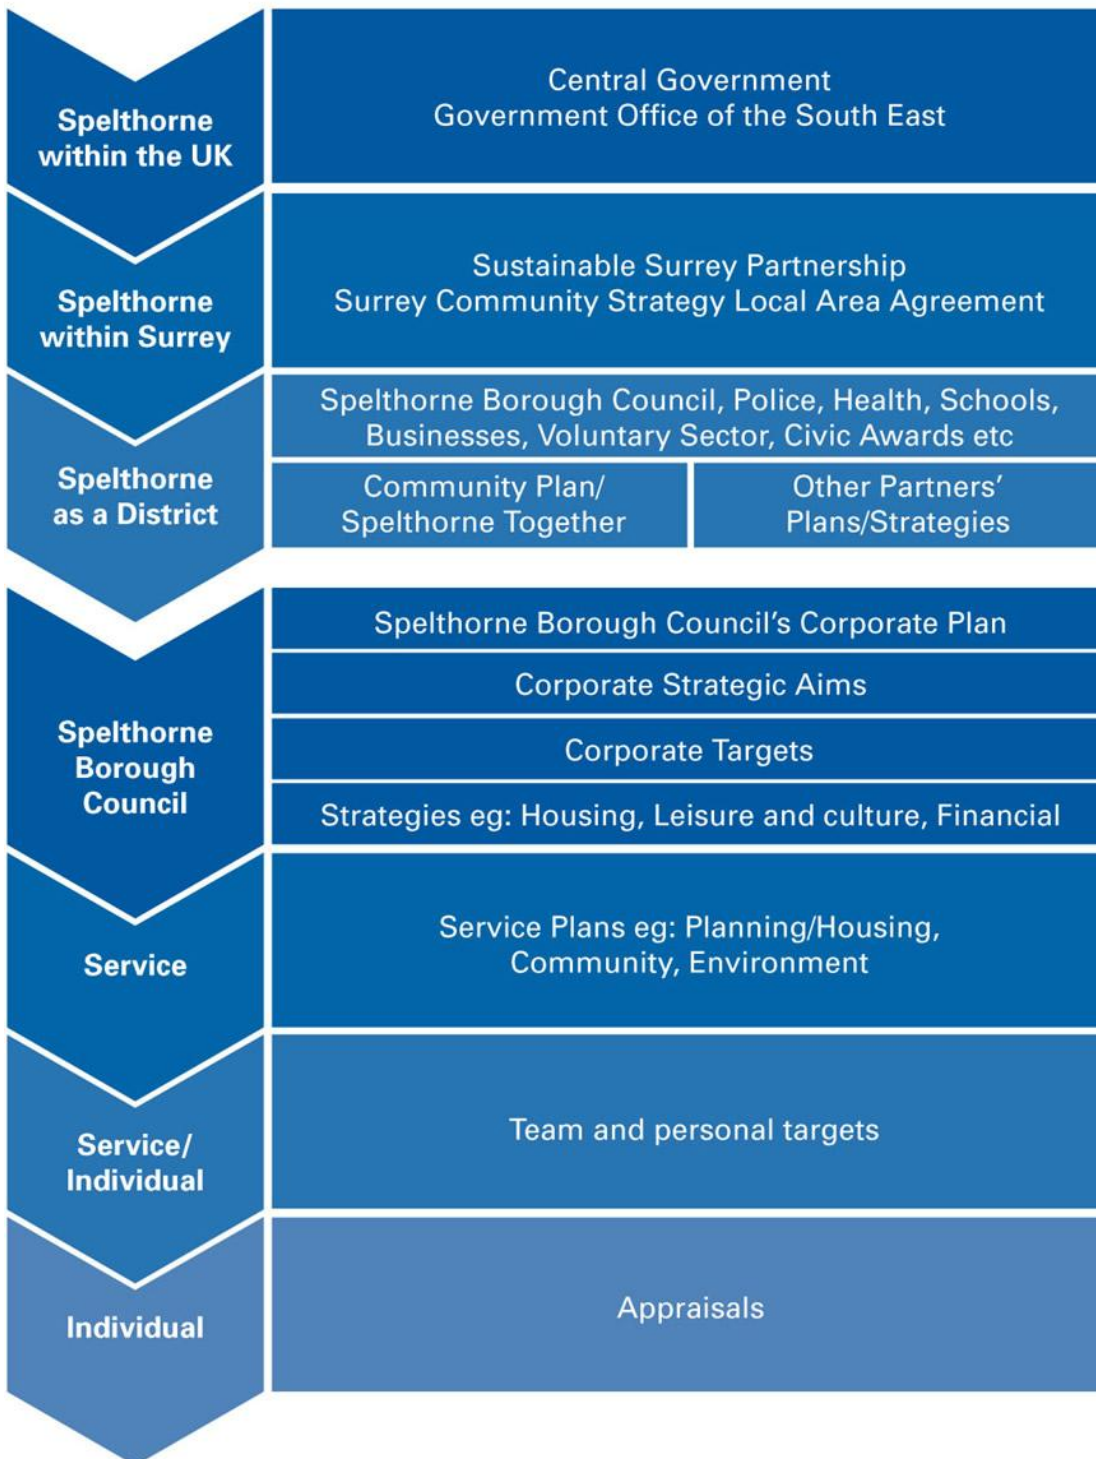 Spelthorne
within the UK
Central Government
Government Office of the South East
Spelthorne
within Surrey
Sustainable Surrey Partnership
Surrey Community Strategy Local Area Agreement
Spelthorne
as a District
Spelthorne Borough Council, Police, Health, Schools,
Businesses, Voluntary Sector, Civic Awards etc
Community Plan/
Spelthorne Together
Other Partners’
Plans/Strategies
Spelthorne
Borough
Council
Spelthorne Borough Council’s Corporate Plan
Corporate Strategic Aims
Corporate Targets
Strategies eg: Housing, Leisure and culture, Financial
Service
Service Plans eg: Planning/Housing,
Community, Environment
Service/
Individual
Team and personal targets
Individual
Appraisals